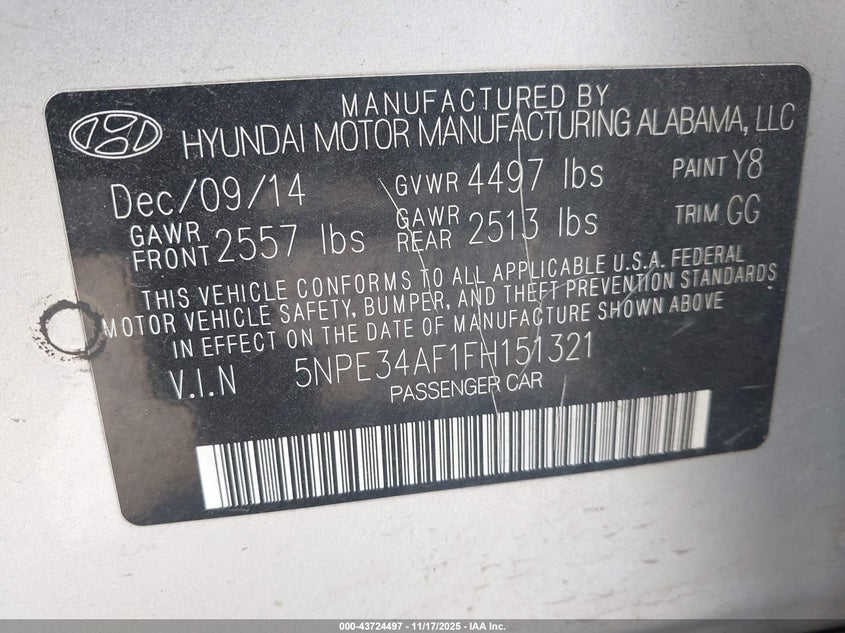 MANUFACTURED BY
HYUNDAI MOTOR MANUFACTURING ALABAMA, LLC
Dec/09/14 GVWR 4497 lbs PAINT Y8
GAWR FRONT 2557 lbs GAWR REAR 2513 lbs TRIM GG
THIS VEHICLE CONFORMS TO ALL APPLICABLE U.S.A. FEDERAL
MOTOR VEHICLE SAFETY, BUMPER, AND THEFT PREVENTION STANDARDS
IN EFFECT ON THE DATE OF MANUFACTURE SHOWN ABOVE
V.I.N 5NPE34AF1FH151321
PASSENGER CAR
000-43724497 - 11/17/2025 - IAA Inc.